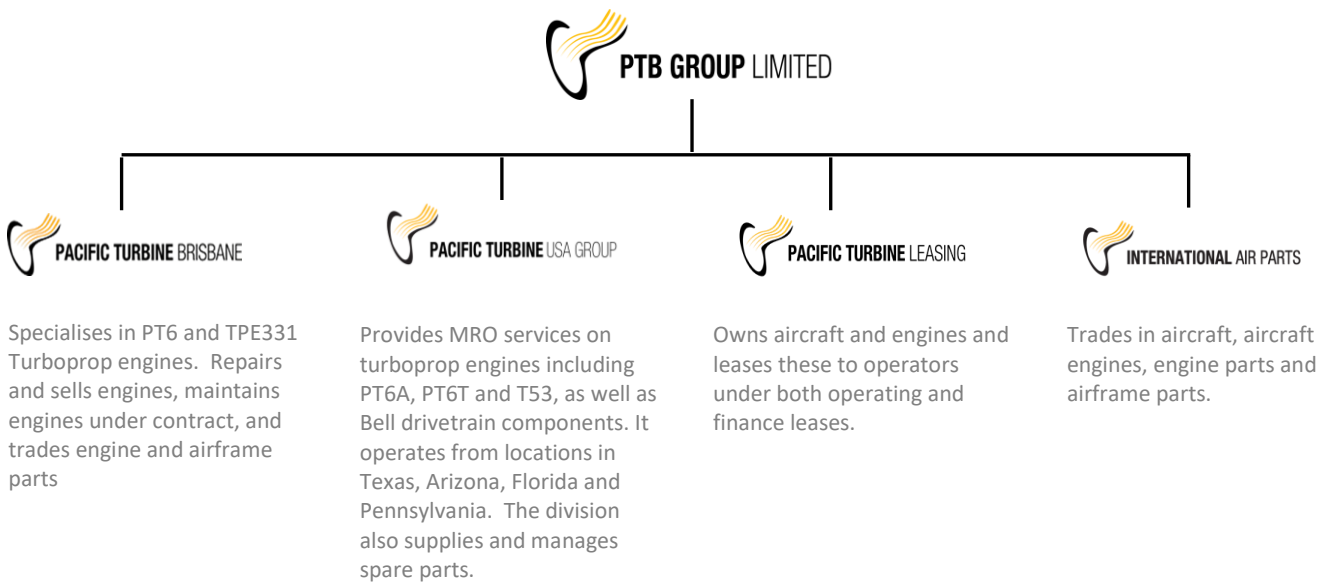 PTB GROUP LIMITED
PACIFIC TURBINE BRISBANE
Specialises in PT6 and TPE331
Turboprop engines.  Repairs
and sells engines, maintains
engines under contract, and
trades engine and airframe
parts
PACIFIC TURBINE USA GROUP
Provides MRO services on
turboprop engines including
PT6A, PT6T and T53, as well as
Bell drivetrain components. It
operates from locations in
Texas, Arizona, Florida and
Pennsylvania.  The division
also supplies and manages
spare parts.
PACIFIC TURBINE LEASING
Owns aircraft and engines and
leases these to operators
under both operating and
finance leases.
INTERNATIONAL AIR PARTS
Trades in aircraft, aircraft
engines, engine parts and
airframe parts.